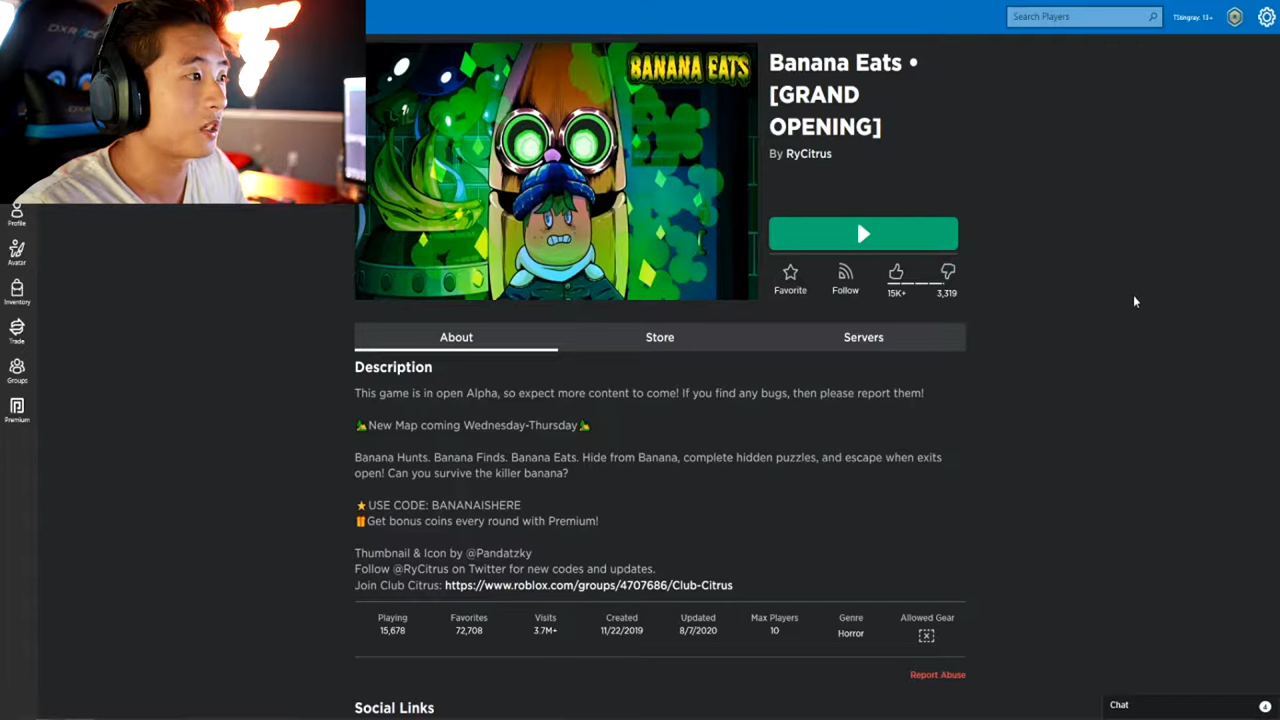 Search Players
TStingray: 13+
DXRACER
BANANA EATS
Banana Eats •
[GRAND
OPENING]
By RyCitrus
Favorite
Follow
15K+
3,319
Profile
Avatar
Inventory
Trade
Groups
Premium
About
Store
Servers
Description
This game is in open Alpha, so expect more content to come! If you find any bugs, then please report them!
New Map coming Wednesday-Thursday
Banana Hunts. Banana Finds. Banana Eats. Hide from Banana, complete hidden puzzles, and escape when exits
open! Can you survive the killer banana?
USE CODE: BANANAISHERE
Get bonus coins every round with Premium!
Thumbnail & Icon by @Pandatzky
Follow @RyCitrus on Twitter for new codes and updates.
Join Club Citrus: https://www.roblox.com/groups/4707686/Club-Citrus
Playing
Favorites
Visits
Created
Updated
Max Players
Genre
Allowed Gear
15,678
72,708
3.7M+
11/22/2019
8/7/2020
10
Horror
Report Abuse
Social Links
Chat
4